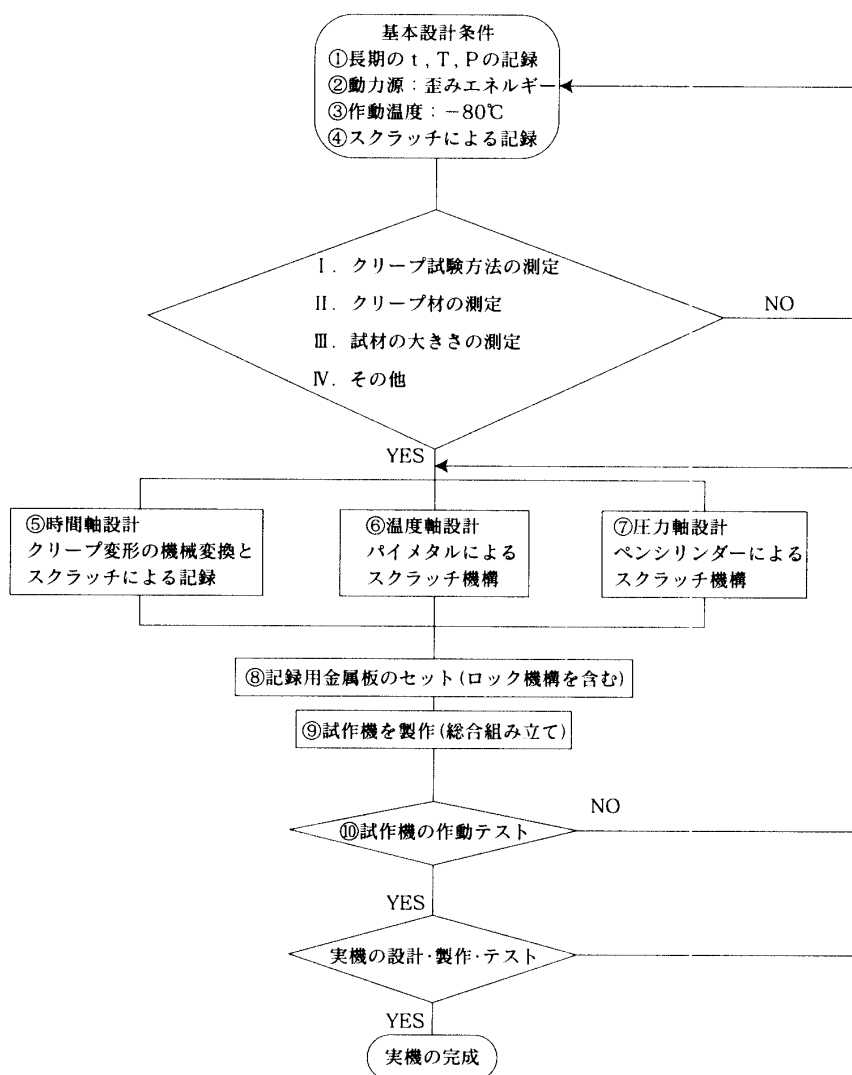 基本設計条件
①長期のt,T,Pの記録
②動力源：歪みエネルギー
③作動温度：−80℃
④スクラッチによる記録
Ⅰ．クリープ試験方法の測定
Ⅱ．クリープ材の測定
Ⅲ．試材の大きさの測定
Ⅳ．その他
NO
YES
⑤時間軸設計
クリープ変形の機械変換と
スクラッチによる記録
⑥温度軸設計
バイメタルによる
スクラッチ機構
⑦圧力軸設計
ペンシリンダーによる
スクラッチ機構
⑧記録用金属板のセット(ロック機構を含む)
⑨試作機を製作(総合組み立て)
⑩試作機の作動テスト
NO
YES
実機の設計·製作·テスト
YES
実機の完成